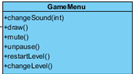 GameMenu
+changeSound(int)
+draw()
+mute()
+unpause()
+restartLevel()
+changeLevel()